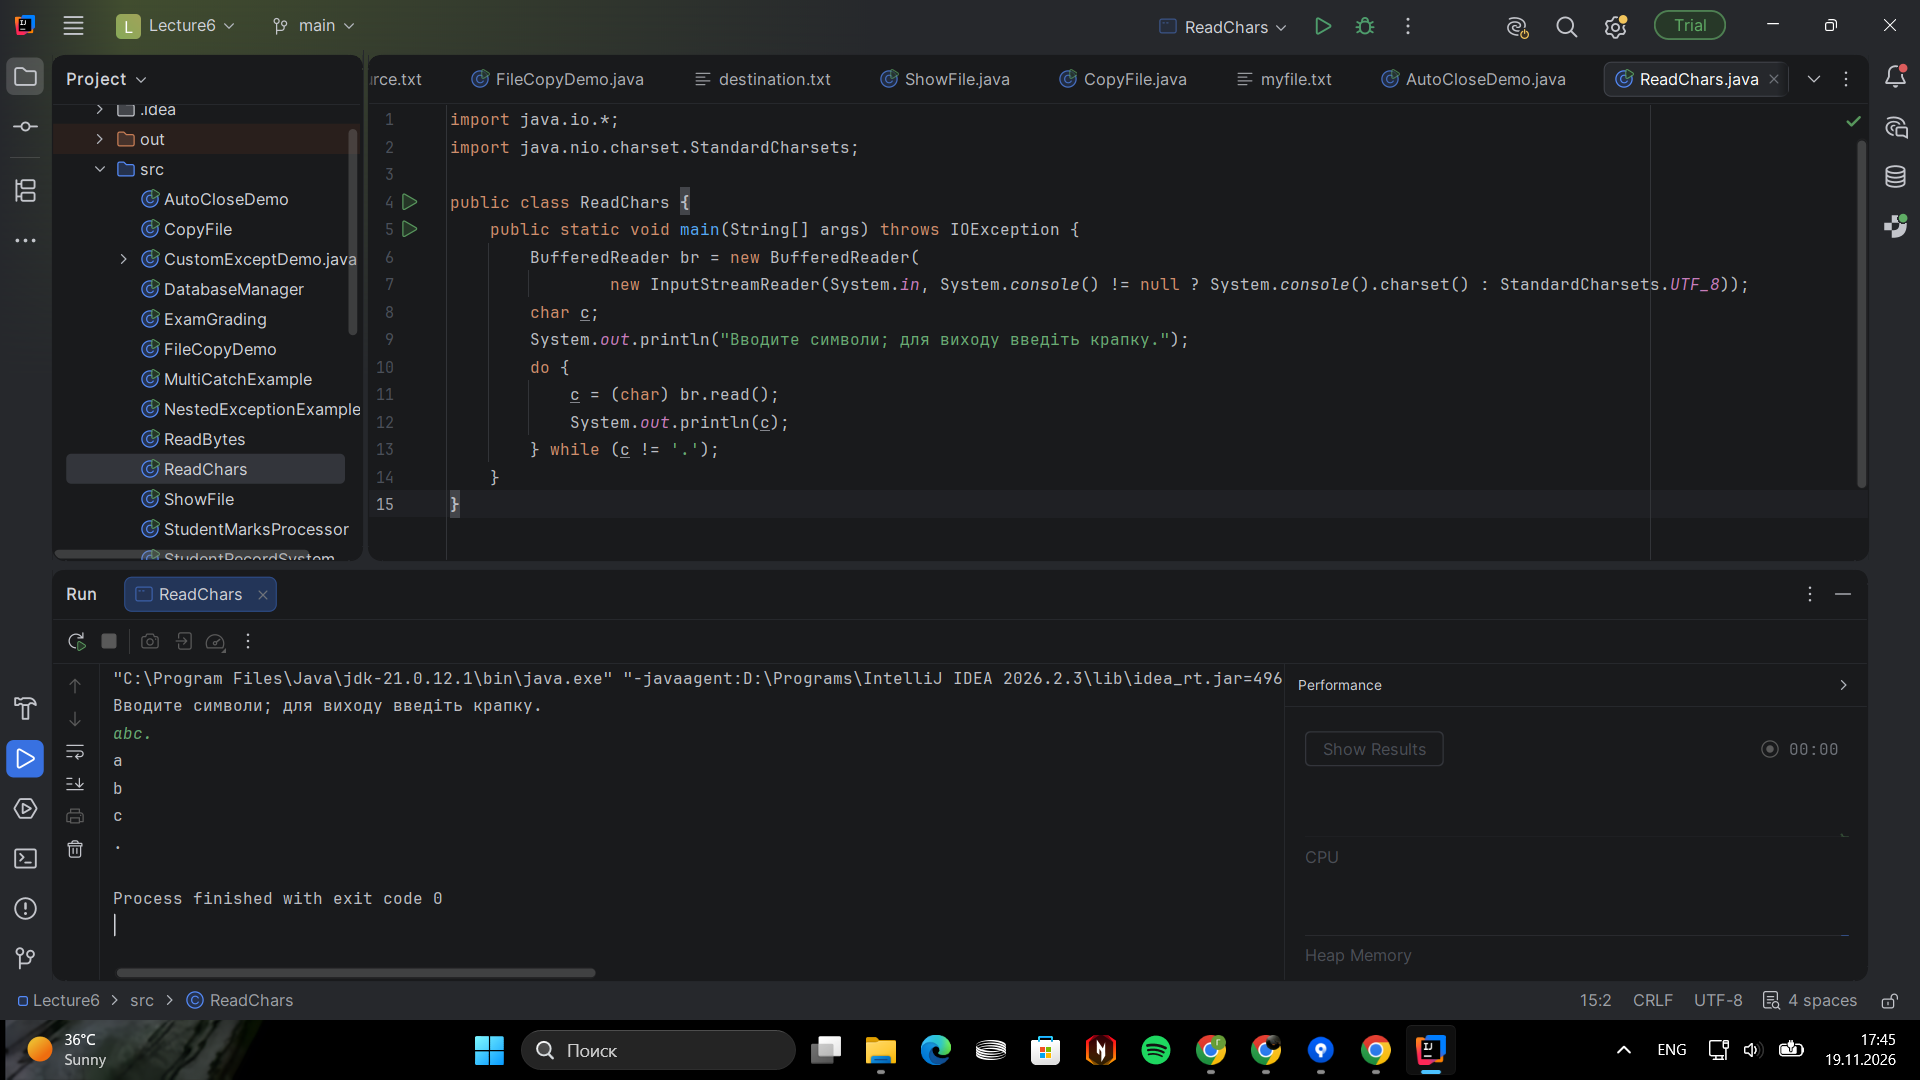 L Lecture6 main ReadChars Trial
Project
.idea
out
src
AutoCloseDemo
CopyFile
CustomExceptDemo.java
DatabaseManager
ExamGrading
FileCopyDemo
MultiCatchExample
NestedExceptionExample
ReadBytes
ReadChars
ShowFile
StudentMarksProcessor
StudentRecordSystem
urce.txt FileCopyDemo.java destination.txt ShowFile.java CopyFile.java myfile.txt AutoCloseDemo.java ReadChars.java
1 import java.io.*;
2 import java.nio.charset.StandardCharsets;
3
4 public class ReadChars {
5 public static void main(String[] args) throws IOException {
6 BufferedReader br = new BufferedReader(
7 new InputStreamReader(System.in, System.console() != null ? System.console().charset() : StandardCharsets.UTF_8));
8 char c;
9 System.out.println("Вводите символи; для виходу введіть крапку.");
10 do {
11 c = (char) br.read();
12 System.out.println(c);
13 } while (c != '.');
14 }
15 }
Run ReadChars
"C:\Program Files\Java\jdk-21.0.12.1\bin\java.exe" "-javaagent:D:\Programs\IntelliJ IDEA 2026.2.3\lib\idea_rt.jar=496
Вводите символи; для виходу введіть крапку.
abc.
a
b
c
.
Process finished with exit code 0
Performance
Show Results 00:00
CPU
Heap Memory
Lecture6 > src > ReadChars 15:2 CRLF UTF-8 4 spaces
36°C
Sunny
Поиск
ENG
17:45
19.11.2026